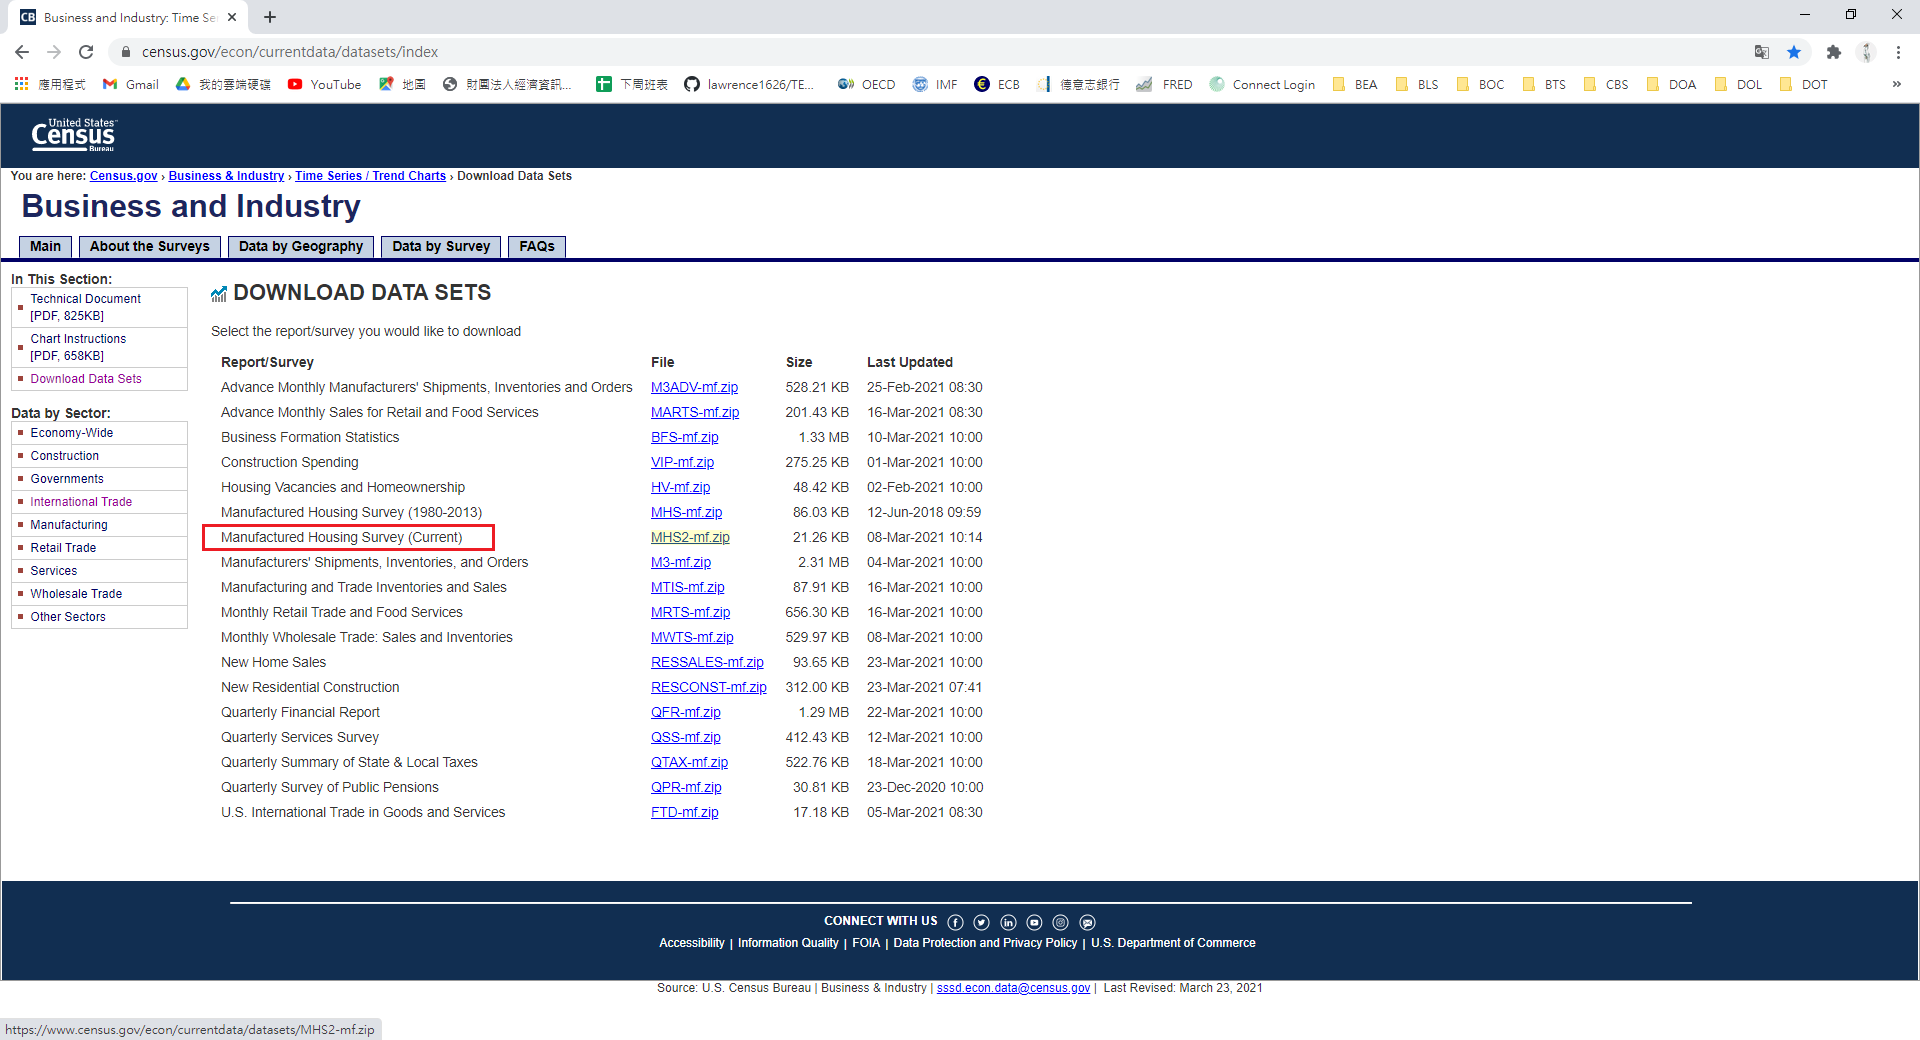 Business and Industry: Time Se
census.gov/econ/currentdata/datasets/index
應用程式 Gmail 我的雲端硬碟 YouTube 地圖 財團法人經濟資訊... 下周班表 lawrence1626/TE... OECD IMF ECB 德意志銀行 FRED Connect Login BEA BLS BOC BTS CBS DOA DOL DOT »
United States™
Census
Bureau
You are here: Census.gov › Business & Industry › Time Series / Trend Charts › Download Data Sets
Business and Industry
Main About the Surveys Data by Geography Data by Survey FAQs
In This Section:
Technical Document
[PDF, 825KB]
Chart Instructions
[PDF, 658KB]
Download Data Sets
Data by Sector:
Economy-Wide
Construction
Governments
International Trade
Manufacturing
Retail Trade
Services
Wholesale Trade
Other Sectors
DOWNLOAD DATA SETS
Select the report/survey you would like to download
Report/Survey File Size Last Updated
Advance Monthly Manufacturers' Shipments, Inventories and Orders M3ADV-mf.zip 528.21 KB 25-Feb-2021 08:30
Advance Monthly Sales for Retail and Food Services MARTS-mf.zip 201.43 KB 16-Mar-2021 08:30
Business Formation Statistics BFS-mf.zip 1.33 MB 10-Mar-2021 10:00
Construction Spending VIP-mf.zip 275.25 KB 01-Mar-2021 10:00
Housing Vacancies and Homeownership HV-mf.zip 48.42 KB 02-Feb-2021 10:00
Manufactured Housing Survey (1980-2013) MHS-mf.zip 86.03 KB 12-Jun-2018 09:59
Manufactured Housing Survey (Current) MHS2-mf.zip 21.26 KB 08-Mar-2021 10:14
Manufacturers' Shipments, Inventories, and Orders M3-mf.zip 2.31 MB 04-Mar-2021 10:00
Manufacturing and Trade Inventories and Sales MTIS-mf.zip 87.91 KB 16-Mar-2021 10:00
Monthly Retail Trade and Food Services MRTS-mf.zip 656.30 KB 16-Mar-2021 10:00
Monthly Wholesale Trade: Sales and Inventories MWTS-mf.zip 529.97 KB 08-Mar-2021 10:00
New Home Sales RESSALES-mf.zip 93.65 KB 23-Mar-2021 10:00
New Residential Construction RESCONST-mf.zip 312.00 KB 23-Mar-2021 07:41
Quarterly Financial Report QFR-mf.zip 1.29 MB 22-Mar-2021 10:00
Quarterly Services Survey QSS-mf.zip 412.43 KB 12-Mar-2021 10:00
Quarterly Summary of State & Local Taxes QTAX-mf.zip 522.76 KB 18-Mar-2021 10:00
Quarterly Survey of Public Pensions QPR-mf.zip 30.81 KB 23-Dec-2020 10:00
U.S. International Trade in Goods and Services FTD-mf.zip 17.18 KB 05-Mar-2021 08:30
CONNECT WITH US
Accessibility | Information Quality | FOIA | Data Protection and Privacy Policy | U.S. Department of Commerce
Source: U.S. Census Bureau | Business & Industry | sssd.econ.data@census.gov | Last Revised: March 23, 2021
https://www.census.gov/econ/currentdata/datasets/MHS2-mf.zip